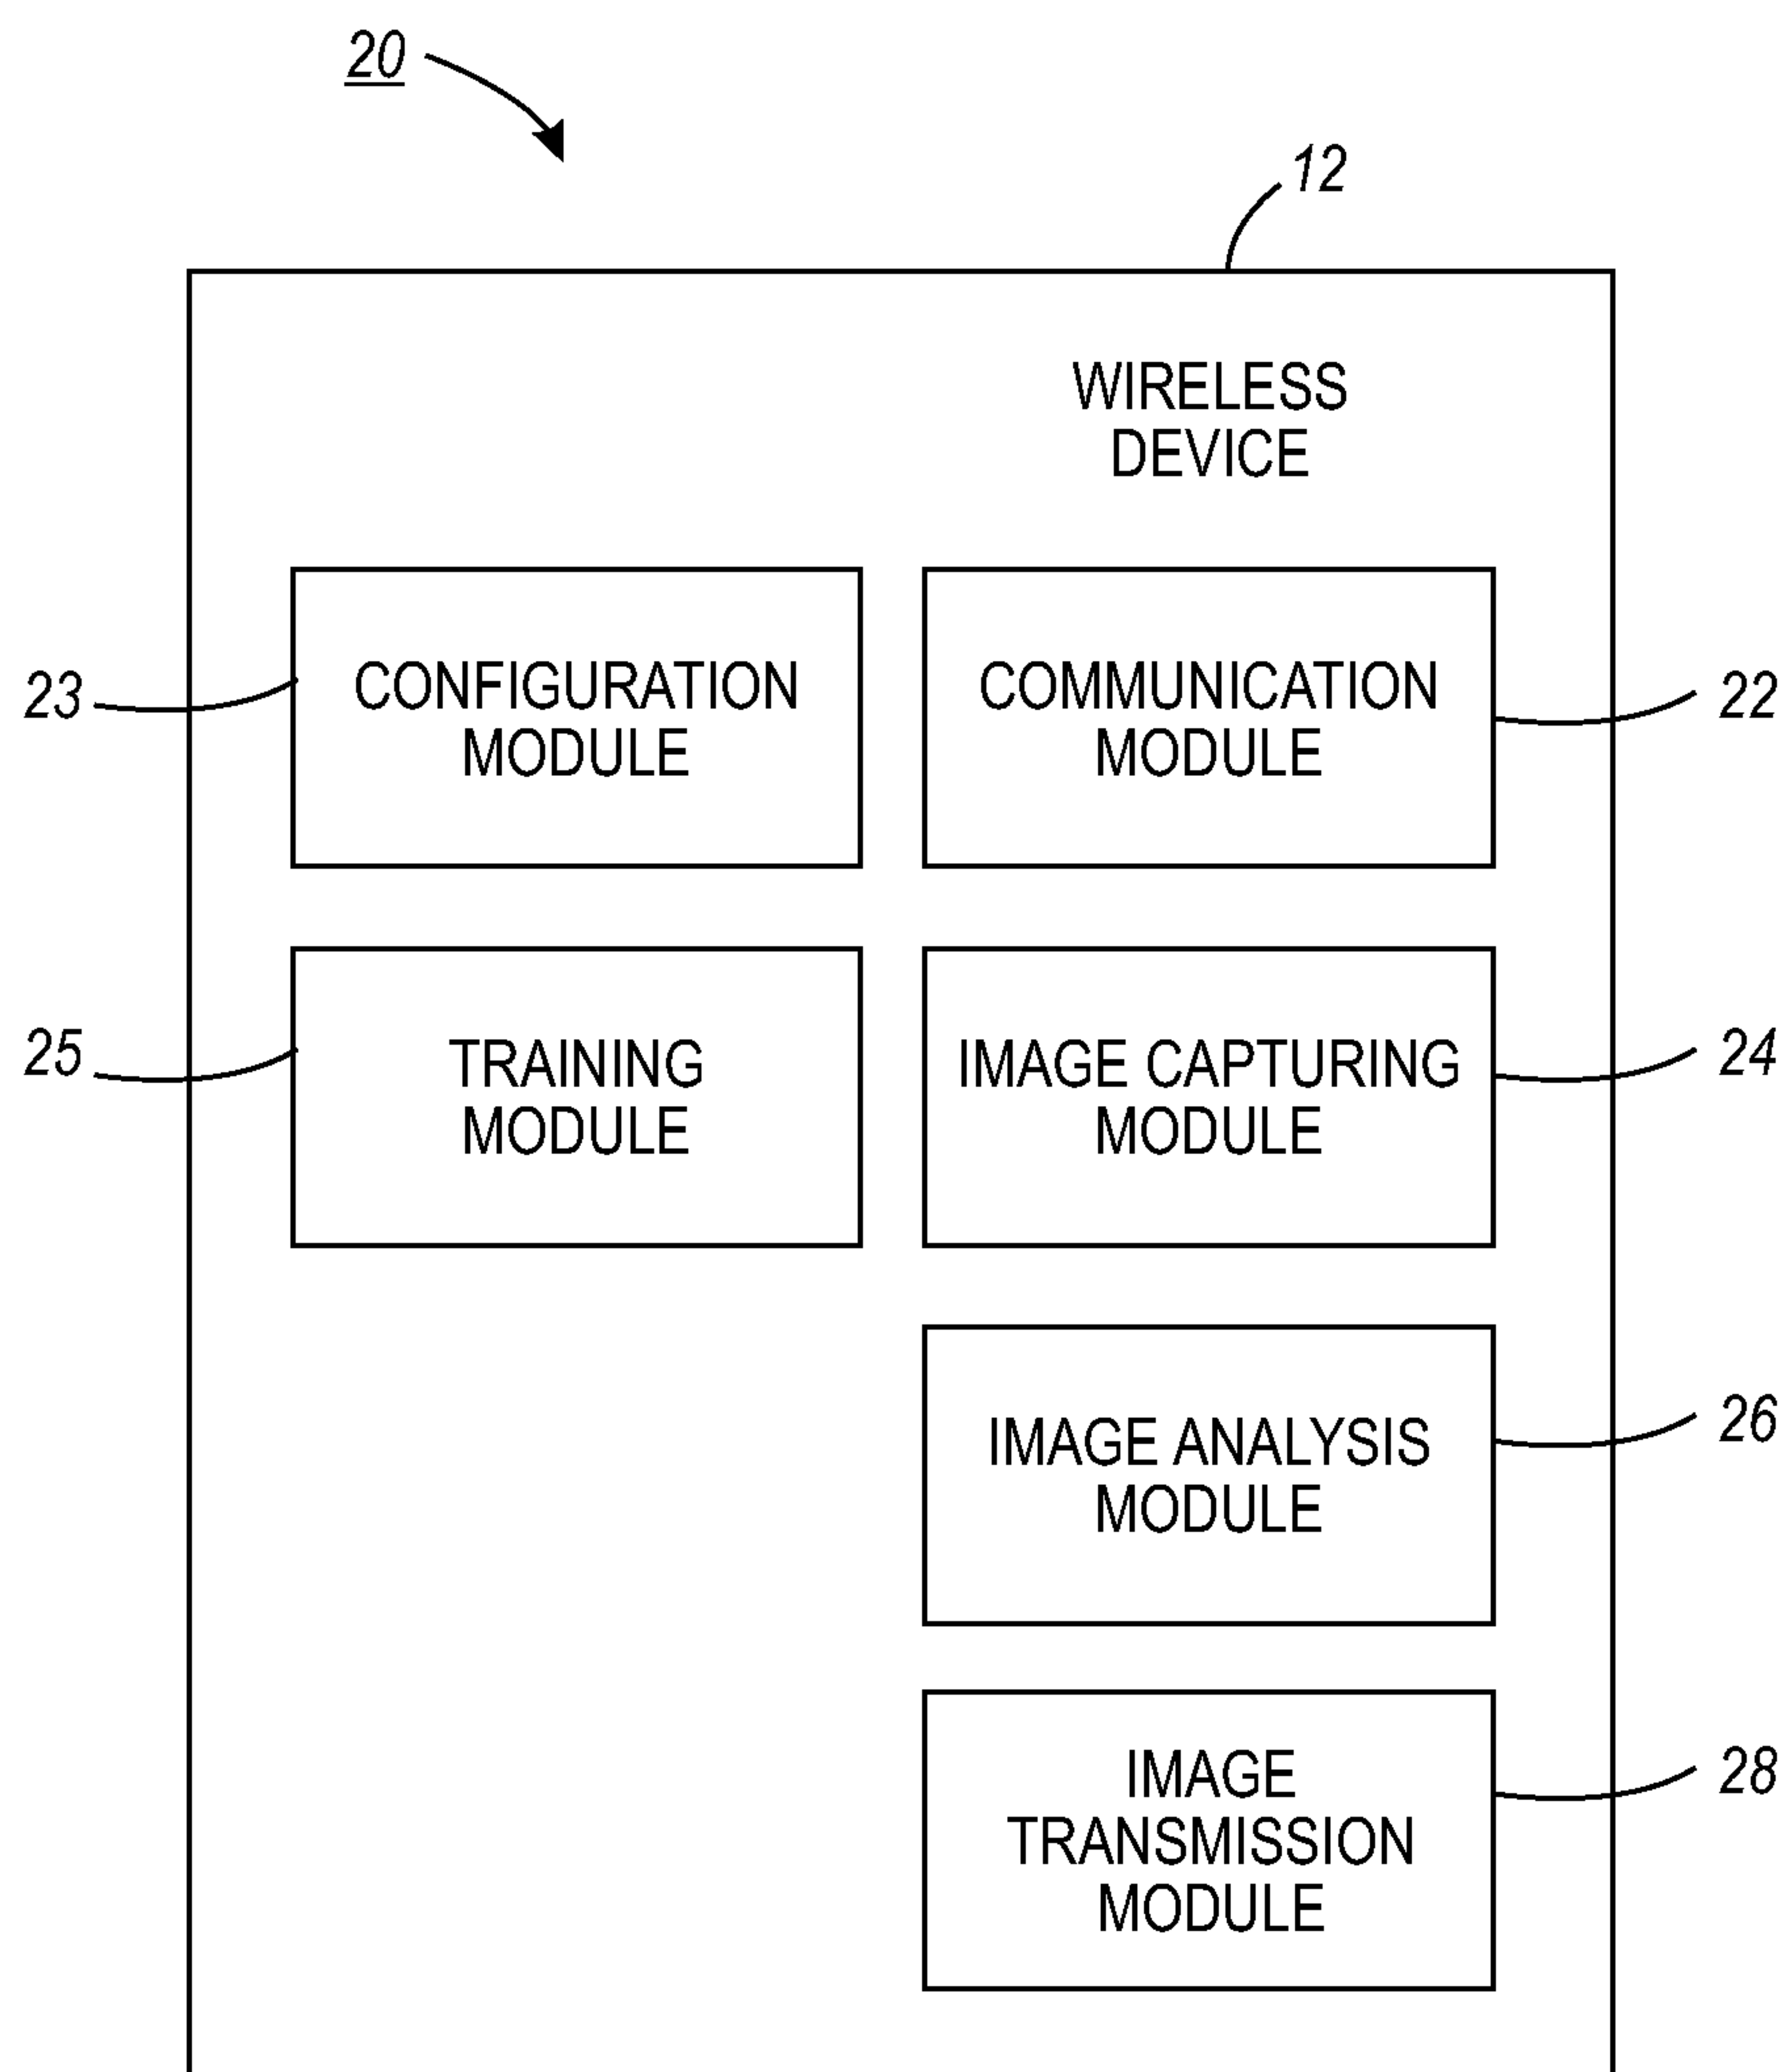 20
12
WIRELESS
DEVICE
23
CONFIGURATION
MODULE
COMMUNICATION
MODULE
22
25
TRAINING
MODULE
IMAGE CAPTURING
MODULE
24
IMAGE ANALYSIS
MODULE
26
IMAGE
TRANSMISSION
MODULE
28